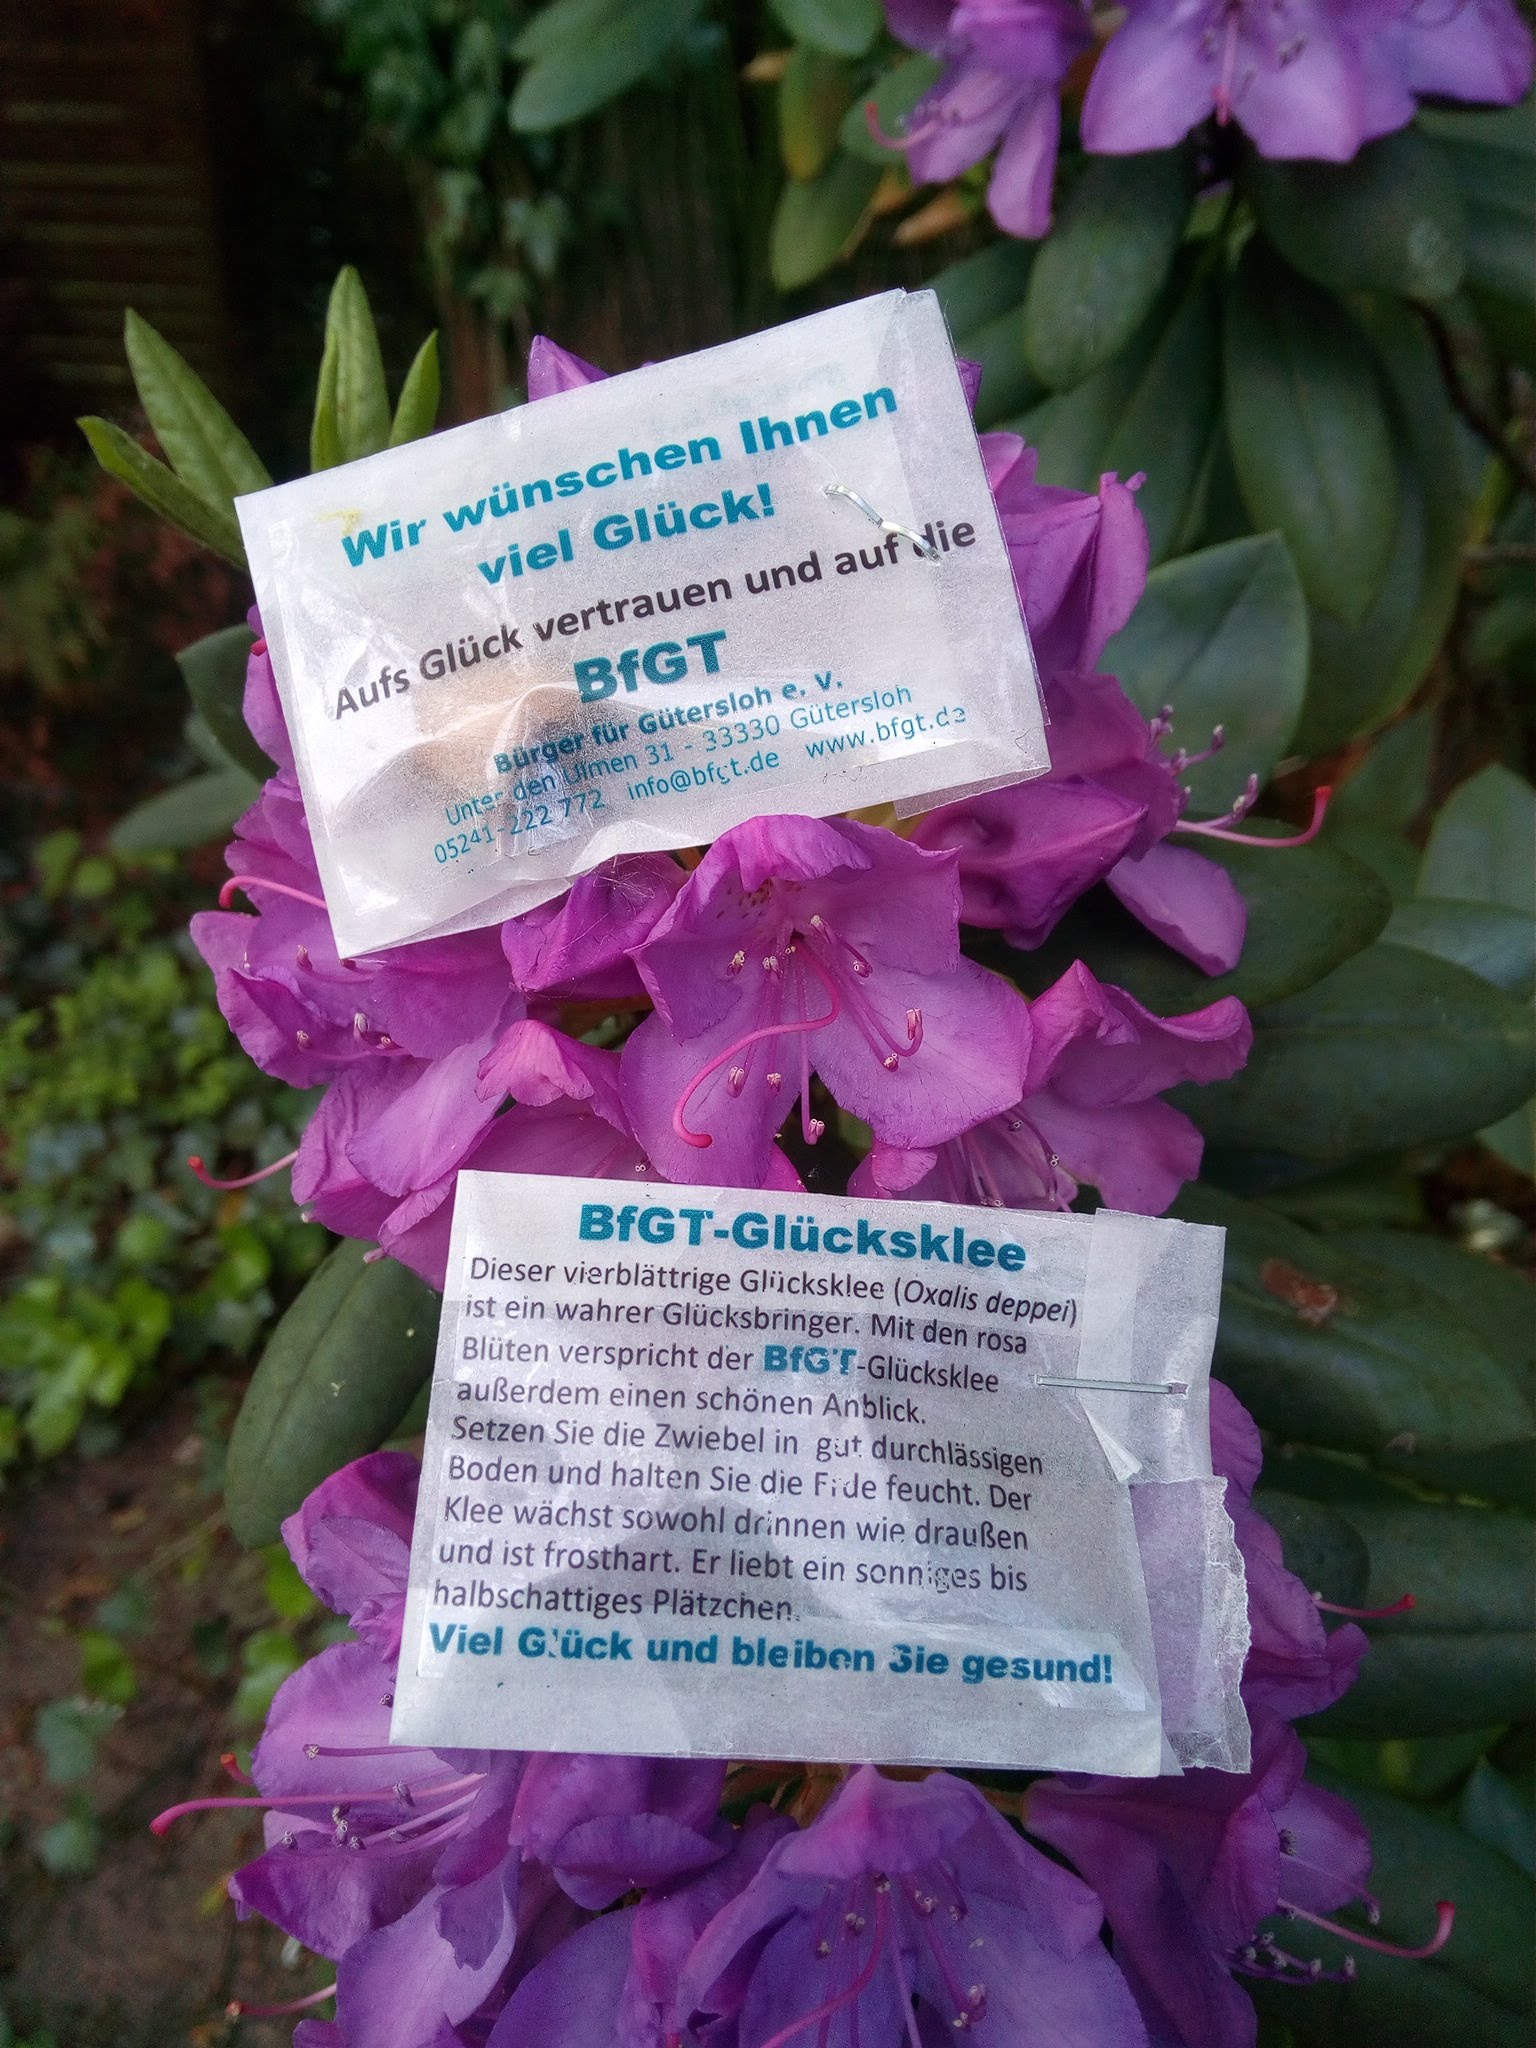 Wir wünschen Ihnen
viel Glück!
Aufs Glück vertrauen und auf die
BfGT
Bürger für Gütersloh e. V.
Unter den Ulmen 31 - 33330 Gütersloh
05241-222 772 info@bfgt.de www.bfgt.de
BfGT-Glücksklee
Dieser vierblättrige Glücksklee (Oxalis deppei)
ist ein wahrer Glücksbringer. Mit den rosa
Blüten verspricht der BfGT-Glücksklee
außerdem einen schönen Anblick.
Setzen Sie die Zwiebel in gut durchlässigen
Boden und halten Sie die Erde feucht. Der
Klee wächst sowohl drinnen wie draußen
und ist frosthart. Er liebt ein sonniges bis
halbschattiges Plätzchen.
Viel Glück und bleiben Sie gesund!